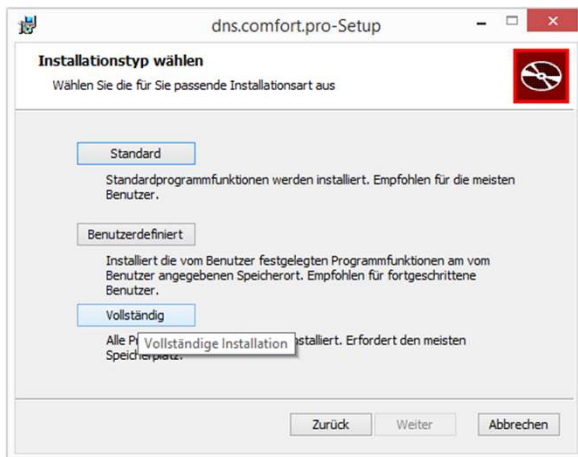 dns.comfort.pro-Setup
Installationstyp wählen
Wählen Sie die für Sie passende Installationsart aus
Standard
Standardprogrammfunktionen werden installiert. Empfohlen für die meisten
Benutzer.
Benutzerdefiniert
Installiert die vom Benutzer festgelegten Programmfunktionen am vom
Benutzer angegebenen Speicherort. Empfohlen für fortgeschrittene
Benutzer.
Vollständig
Alle Vollständige Installation installiert. Erfordert den meisten
Zurück Weiter Abbrechen